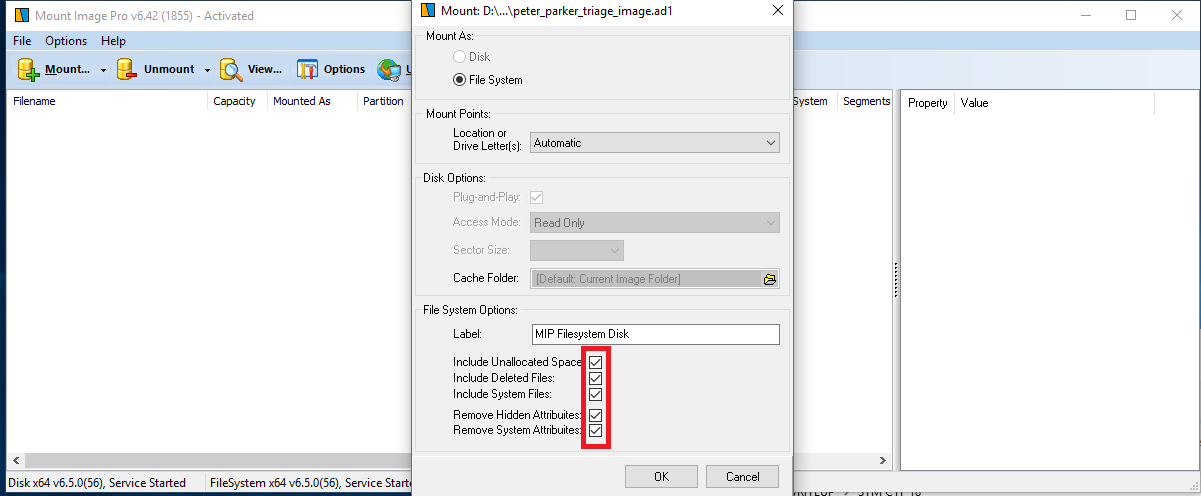 Mount Image Pro v6.42 (1855) - Activated
File Options Help
Mount... Unmount View... Options
Filename Capacity Mounted As Partition
System Segments
Property Value
Mount: D:\...\peter_parker_triage_image.ad1
Mount As:
Disk
File System
Mount Points:
Location or
Drive Letter(s): Automatic
Disk Options:
Plug-and-Play:
Access Mode: Read Only
Sector Size:
Cache Folder: [Default: Current Image Folder]
File System Options:
Label: MIP Filesystem Disk
Include Unallocated Space
Include Deleted Files:
Include System Files:
Remove Hidden Attribuites:
Remove System Attributes:
OK Cancel
Disk x64 v6.5.0(56), Service Started FileSystem x64 v6.5.0(56), Service Start